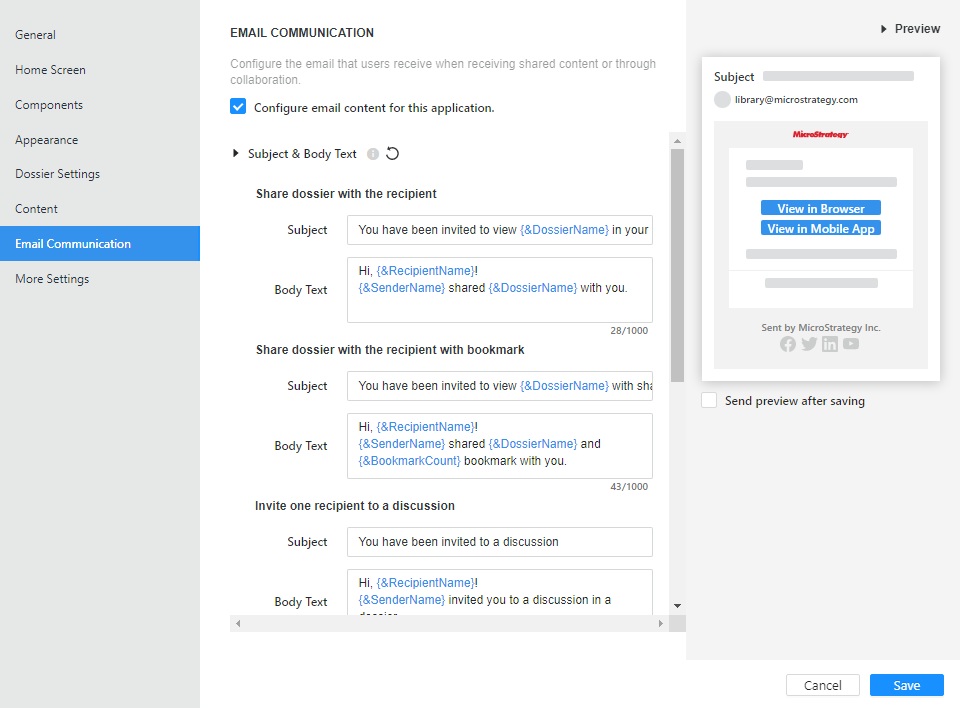 General
Home Screen
Components
Appearance
Dossier Settings
Content
Email Communication
More Settings
EMAIL COMMUNICATION
Configure the email that users receive when receiving shared content or through
collaboration.
Configure email content for this application.
Subject & Body Text
Share dossier with the recipient
Subject
You have been invited to view {&DossierName} in your
Body Text
Hi, {&RecipientName}!
{&SenderName} shared {&DossierName} with you.
28/1000
Share dossier with the recipient with bookmark
Subject
You have been invited to view {&DossierName} with sha
Body Text
Hi, {&RecipientName}!
{&SenderName} shared {&DossierName} and
{&BookmarkCount} bookmark with you.
43/1000
Invite one recipient to a discussion
Subject
You have been invited to a discussion
Body Text
Hi, {&RecipientName}!
{&SenderName} invited you to a discussion in a
Preview
Subject
library@microstrategy.com
MicroStrategy
View in Browser
View in Mobile App
Sent by MicroStrategy Inc.
Send preview after saving
Cancel
Save